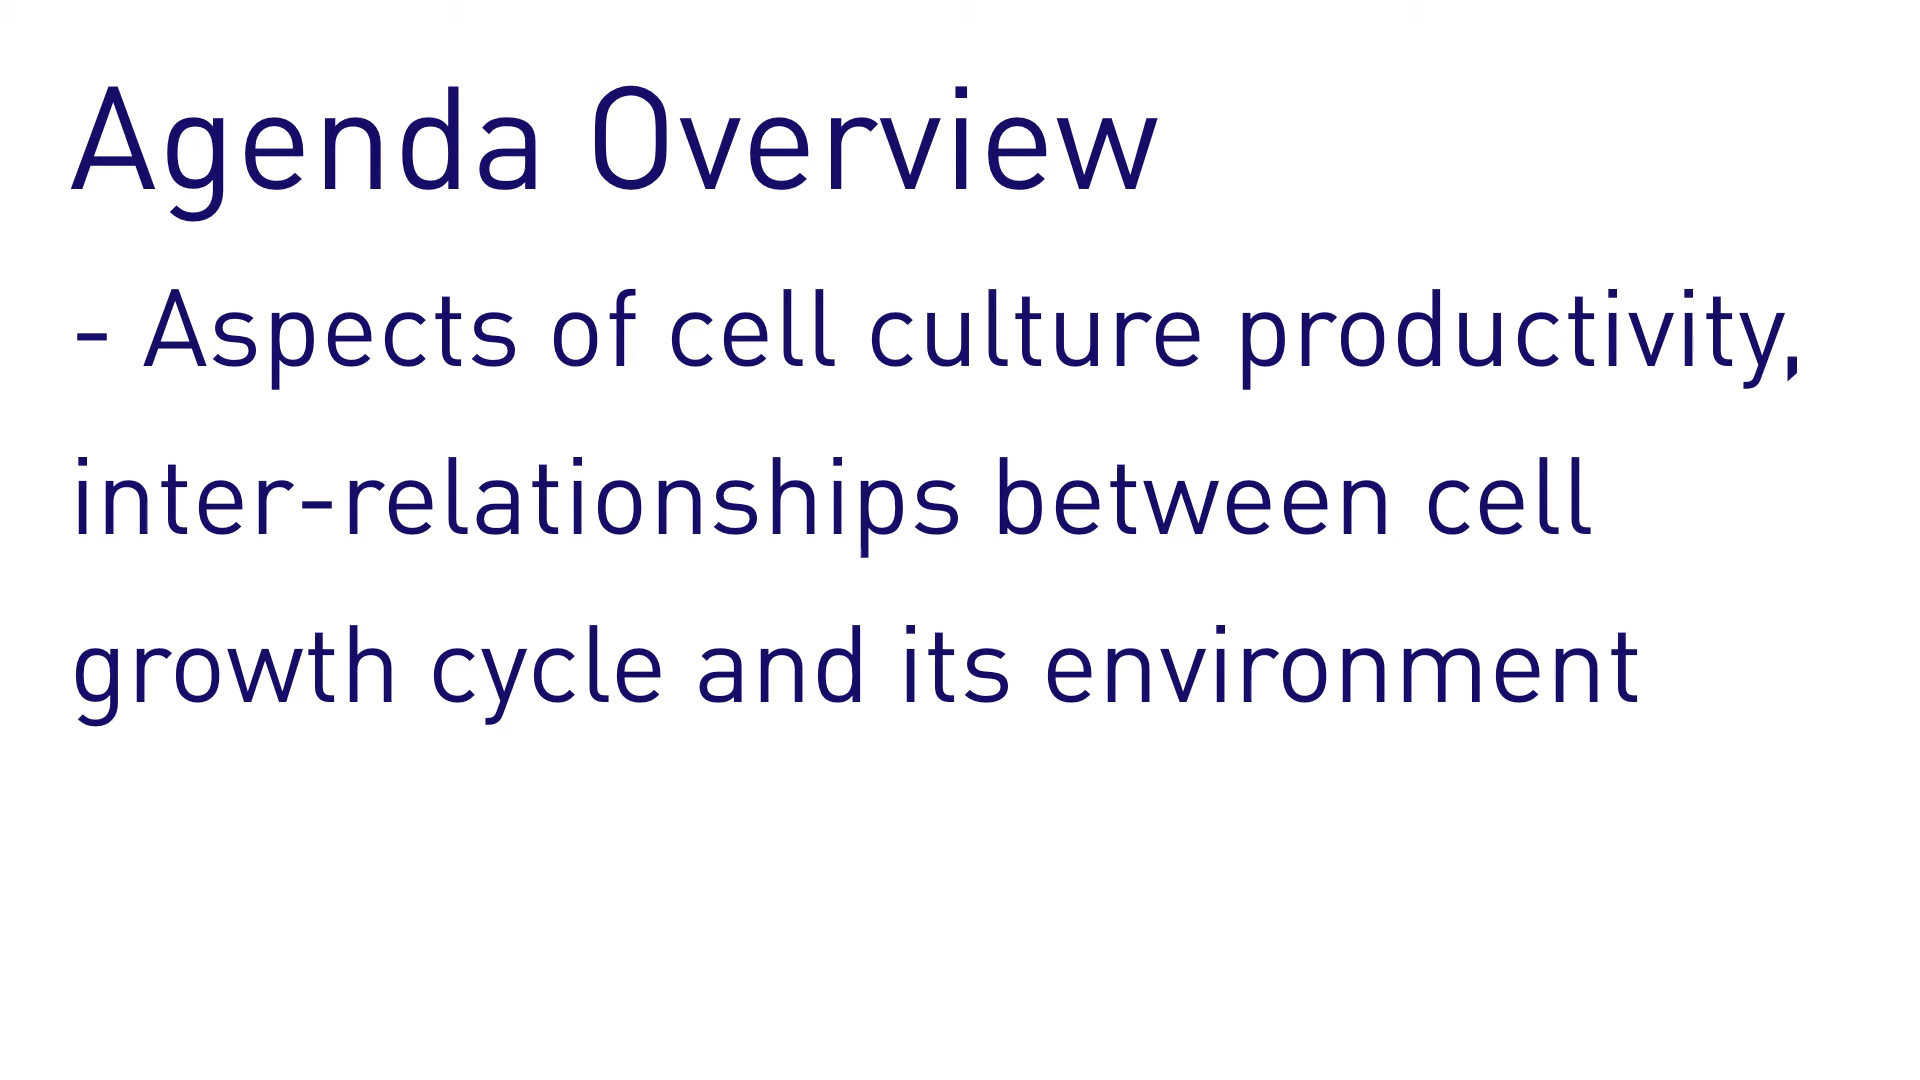 Agenda Overview
- Aspects of cell culture productivity,
inter-relationships between cell
growth cycle and its environment